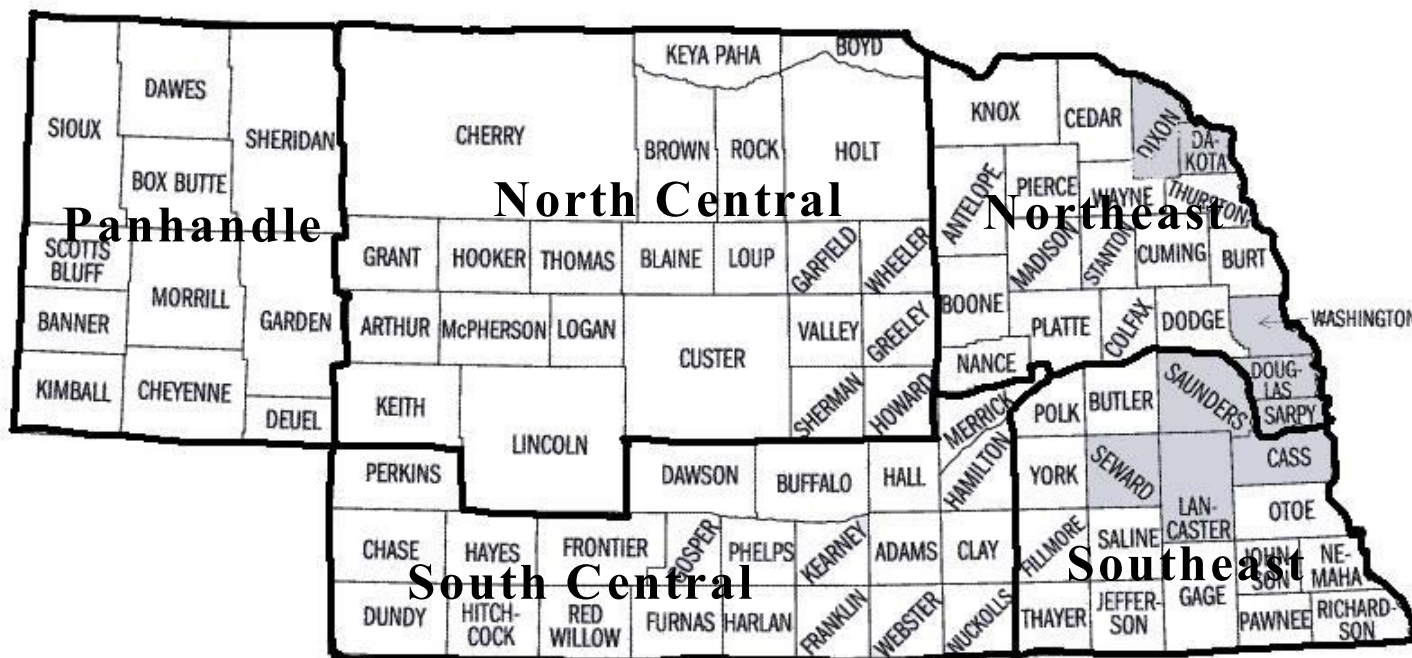 KEYA PAHA
BOYD
DAWES
SIOUX
SHERIDAN
CHERRY
BROWN
ROCK
HOLT
KNOX
CEDAR
DIXON
DA-
KOTA
BOX BUTTE
Panhandle
North Central
Northeast
ANTELOPE
PIERCE
WAYNE
THURSTON
SCOTTS
BLUFF
MORRILL
GRANT
HOOKER
THOMAS
BLAINE
LOUP
GARFIELD
WHEELER
MADISON
STANTON
CUMING
BURT
BANNER
GARDEN
ARTHUR
McPHERSON
LOGAN
CUSTER
VALLEY
GREELEY
BOONE
PLATTE
COLFAX
DODGE
WASHINGTON
KIMBALL
CHEYENNE
DEUEL
KEITH
LINCOLN
SHERMAN
HOWARD
NANCE
MERRICK
POLK
BUTLER
SAUNDERS
DOUG-
LAS
SARPY
PERKINS
DAWSON
BUFFALO
HALL
HAMILTON
YORK
SEWARD
LAN-
CASTER
CASS
OTOE
CHASE
HAYES
FRONTIER
GOSPER
PHELPS
KEARNEY
ADAMS
CLAY
FILLMORE
SALINE
South Central
Southeast
JOHN-
SON
NE-
MAHA
DUNDY
HITCH-
COCK
RED
WILLOW
FURNAS
HARLAN
FRANKLIN
WEBSTER
NUCKOLLS
THAYER
JEFFER-
SON
GAGE
PAWNEE
RICHARD-
SON